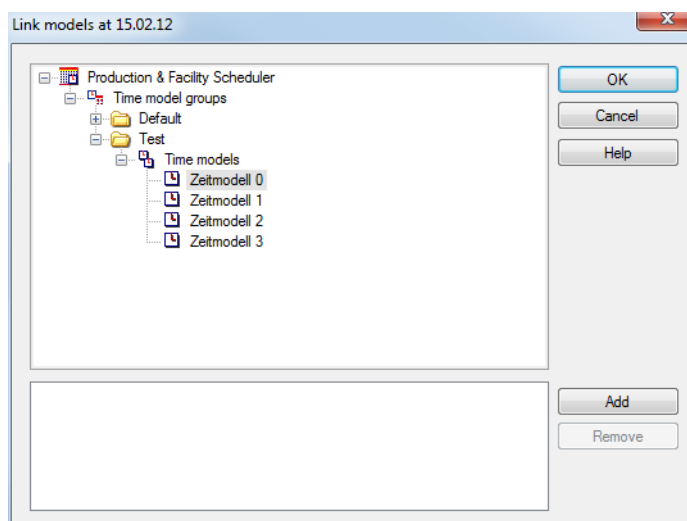 Link models at 15.02.12
Production & Facility Scheduler
Time model groups
Default
Test
Time models
Zeitmodell 0
Zeitmodell 1
Zeitmodell 2
Zeitmodell 3
OK
Cancel
Help
Add
Remove